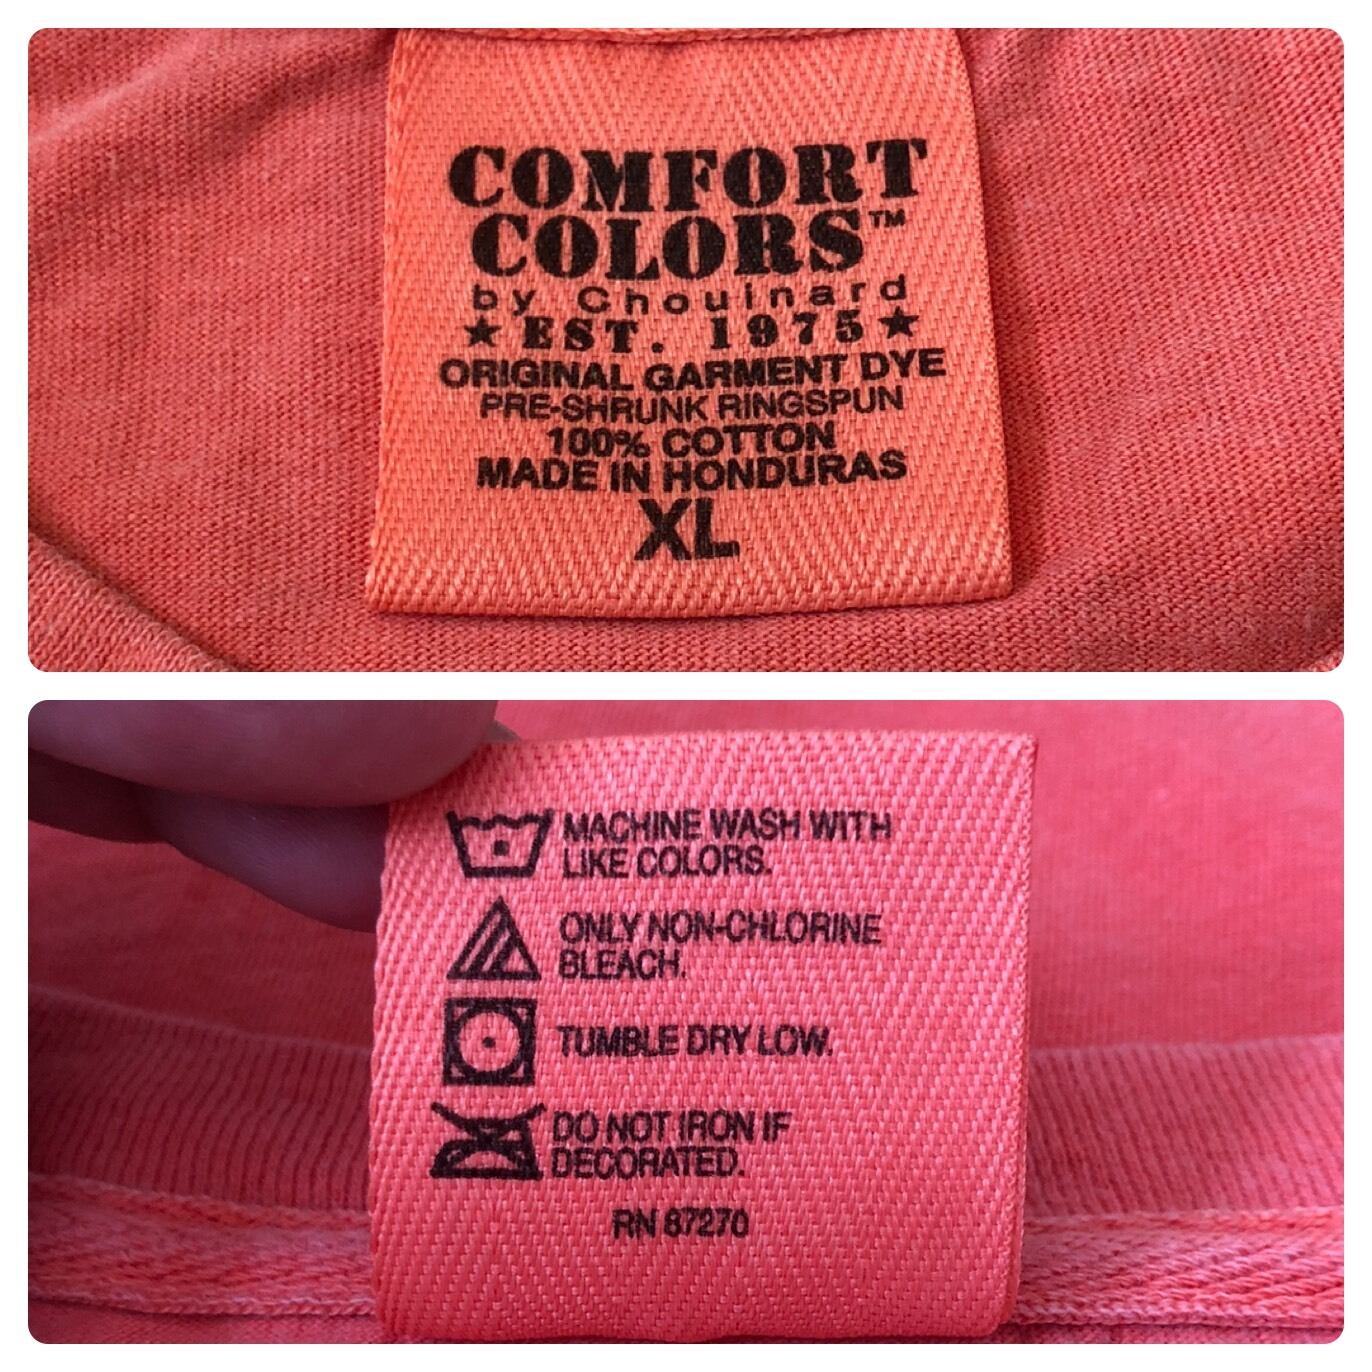 COMFORT
COLORS™
by Chouinard
★ EST. 1975 ★
ORIGINAL GARMENT DYE
PRE-SHRUNK RINGSPUN
100% COTTON
MADE IN HONDURAS
XL
MACHINE WASH WITH
LIKE COLORS.
ONLY NON-CHLORINE
BLEACH.
TUMBLE DRY LOW.
DO NOT IRON IF
DECORATED.
RN 87270